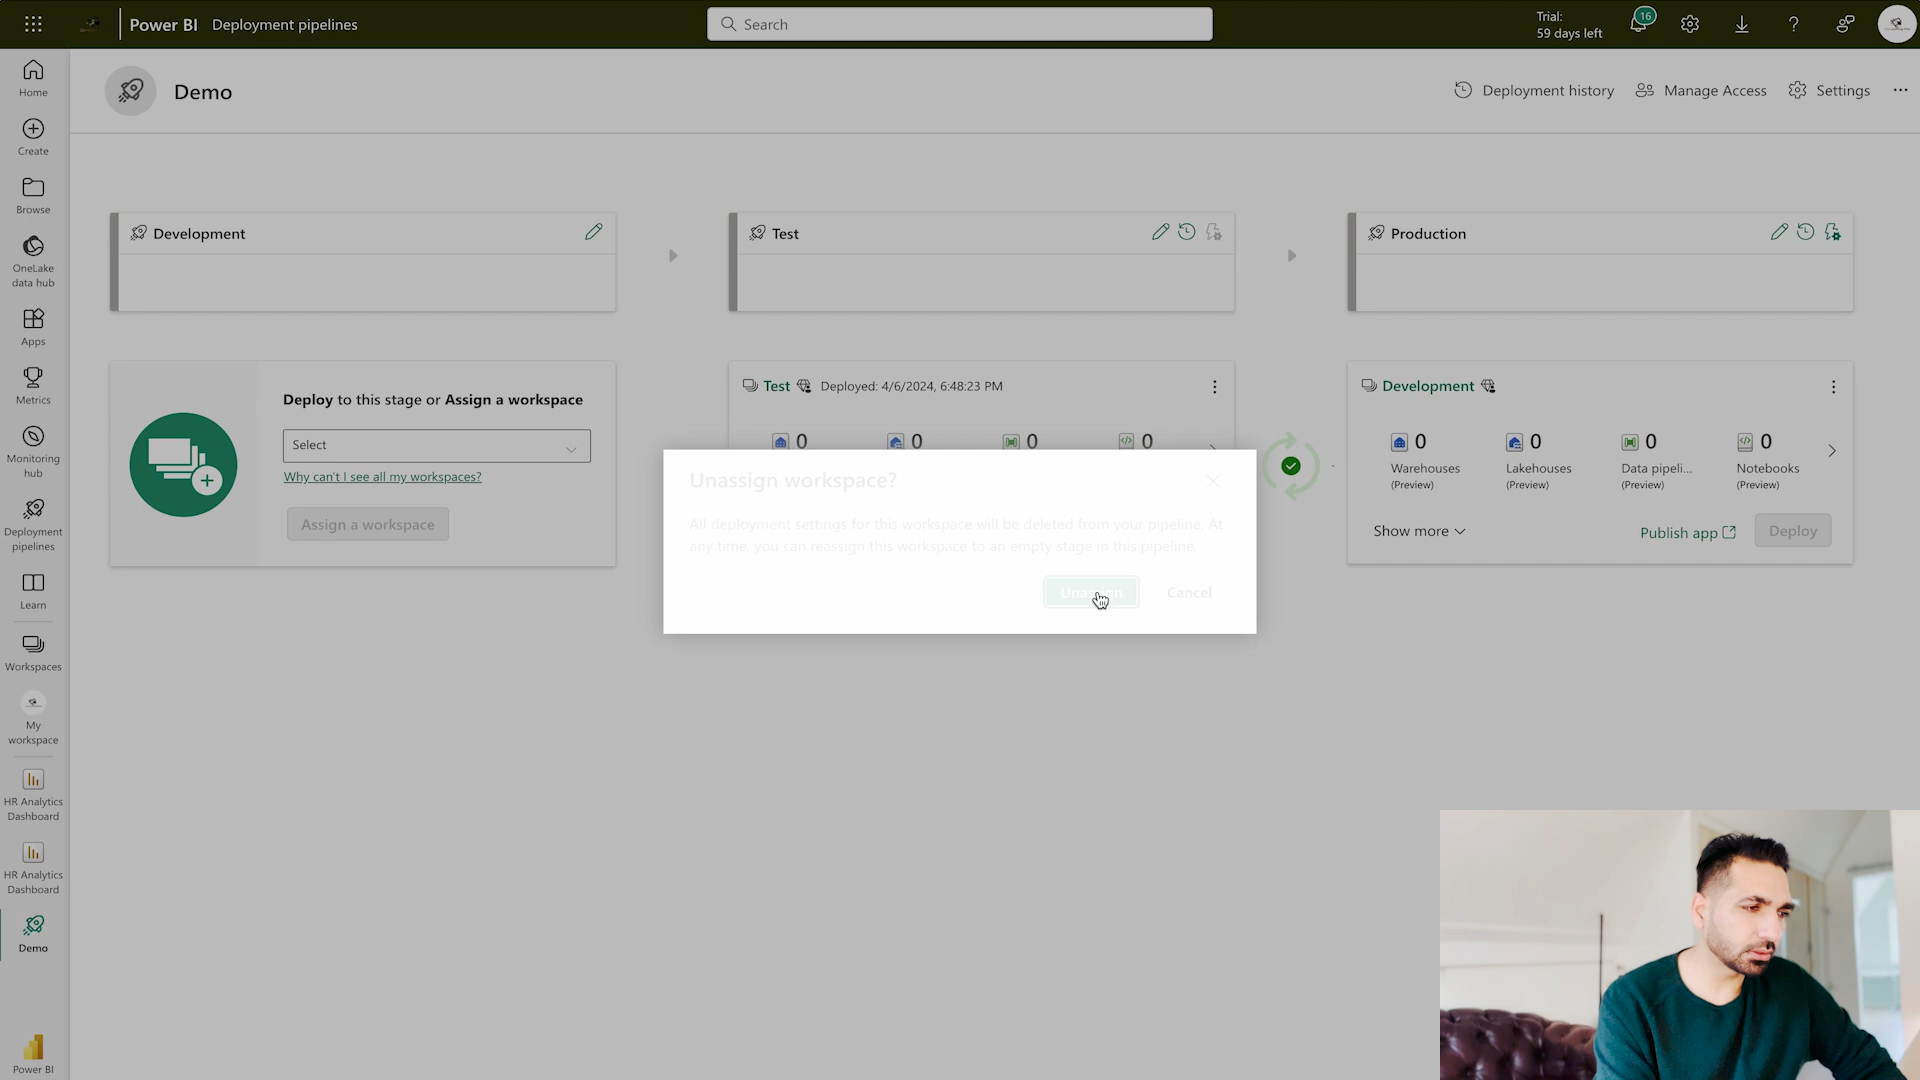 Power BI Deployment pipelines
Search
Trial:
59 days left
16
Home
Create
Browse
OneLake
data hub
Apps
Metrics
Monitoring
hub
Deployment
pipelines
Learn
Workspaces
My
workspace
HR Analytics
Dashboard
HR Analytics
Dashboard
Demo
Power BI
Demo
Deployment history
Manage Access
Settings
Development
Test
Production
Deploy to this stage or Assign a workspace
Select
Why can't I see all my workspaces?
Assign a workspace
Test Deployed: 4/6/2024, 6:48:23 PM
0 0 0 0
Development
0 0 0 0
Warehouses Lakehouses Data pipeli... Notebooks
(Preview) (Preview) (Preview) (Preview)
Show more
Publish app
Deploy
Unassign workspace?
All deployment settings for this workspace will be deleted from your pipeline. At
any time, you can reassign this workspace to an empty stage in this pipeline.
Unassign
Cancel